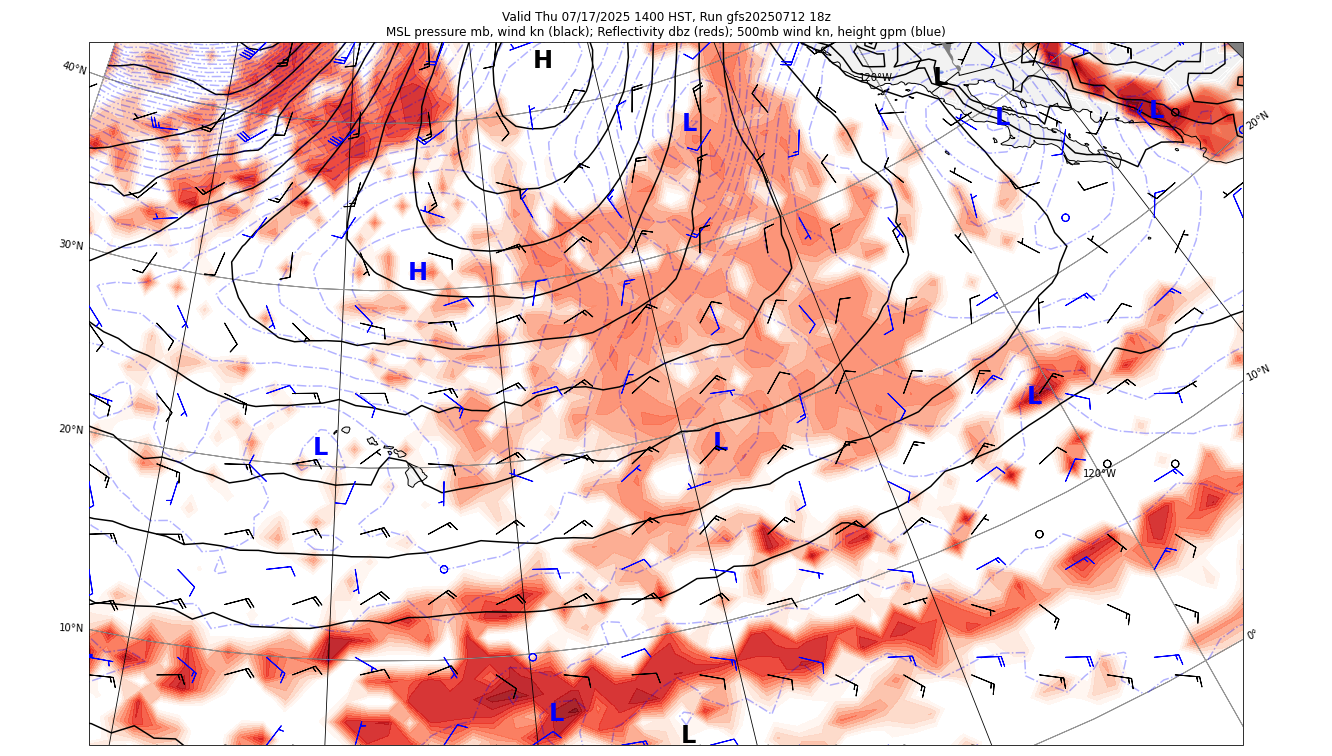 Valid Thu 07/17/2025 1400 HST, Run gfs20250712 18z
MSL pressure mb, wind kn (black); Reflectivity dbz (reds); 500mb wind kn, height gpm (blue)
H
40°N
120°W
L
L
L
L
20°N
30°N
H
10°N
L
20°N
L
L
120°W
10°N
0°
L
L